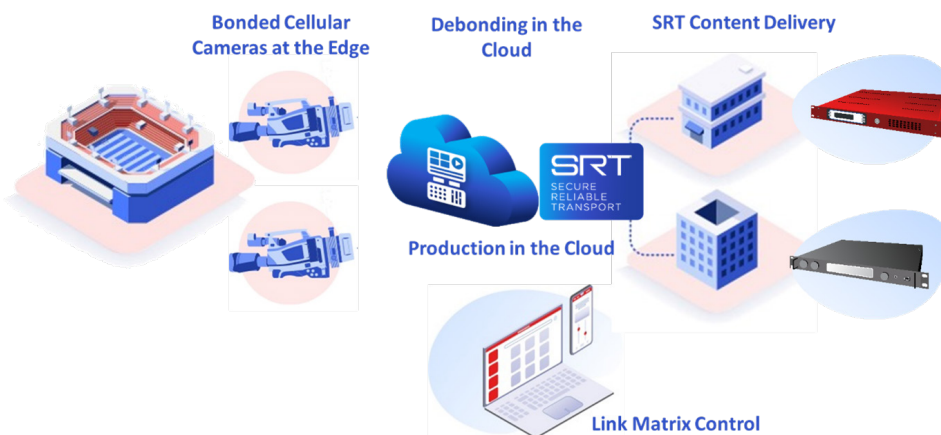 Bonded Cellular
Cameras at the Edge
Debonding in the
Cloud
SRT Content Delivery
SRT
SECURE
RELIABLE
TRANSPORT
Production in the Cloud
Link Matrix Control